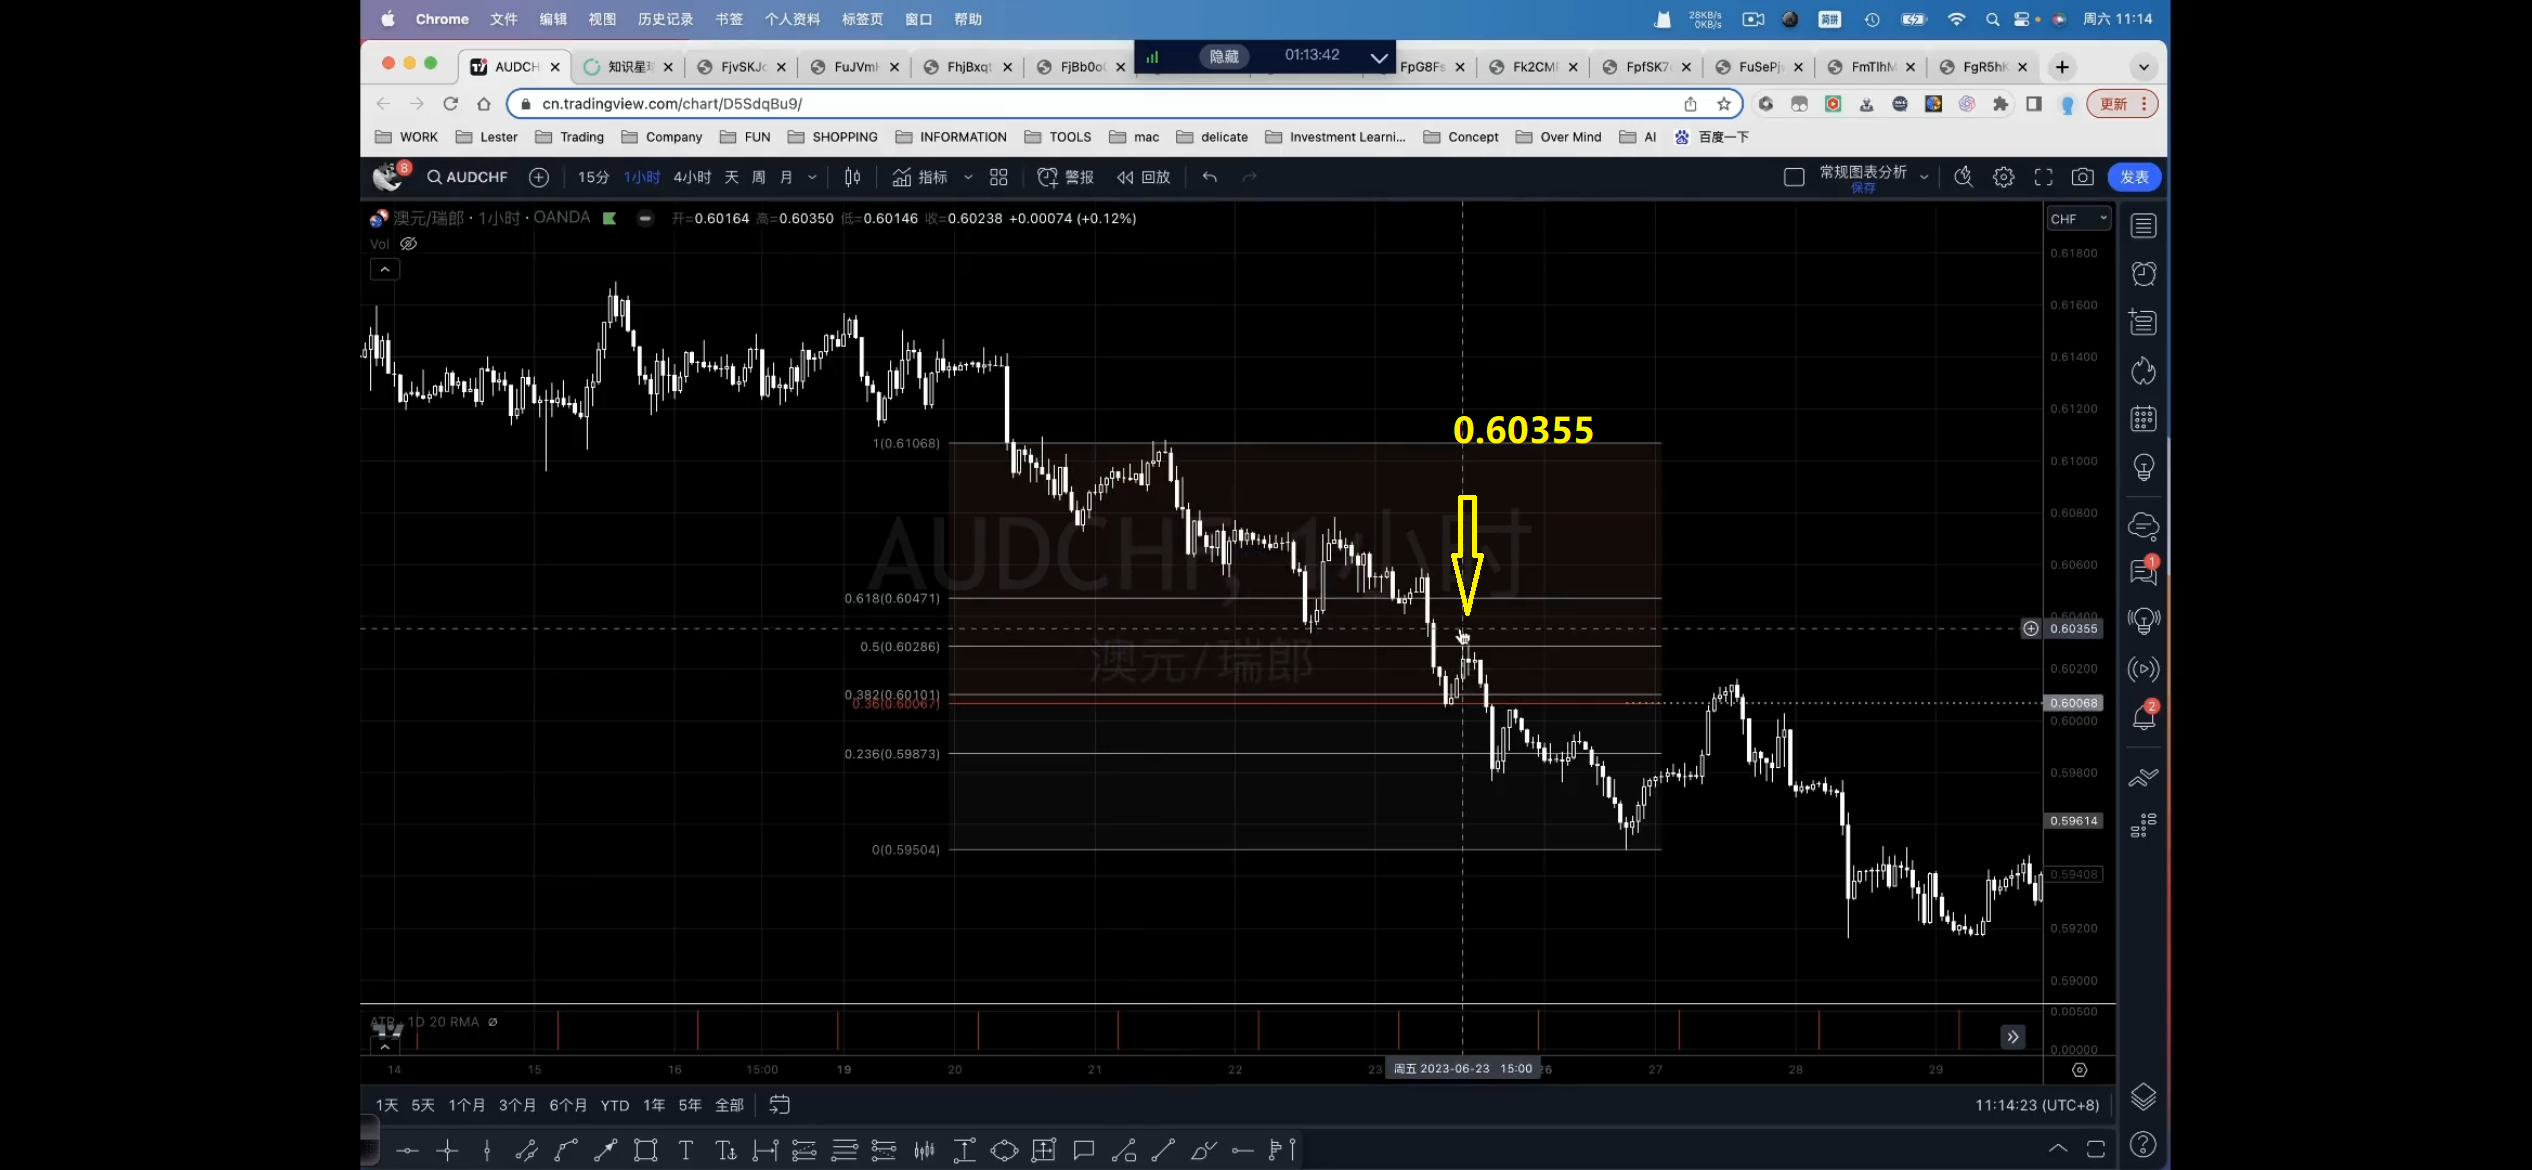 Chrome 文件 编辑 视图 历史记录 书签 个人资料 标签页 窗口 帮助 28KB/s 0KB/s 简拼 周六 11:14
AUDCH 知识星 FjvSKJc FuJVmH FhjBxqt FjBb0o 隐藏 01:13:42 FpG8Fs Fk2CM FpfSK7 FuSePj FmTlhM FgR5hK
cn.tradingview.com/chart/D5SdqBu9/ 更新
WORK Lester Trading Company FUN SHOPPING INFORMATION TOOLS mac delicate Investment Learni... Concept Over Mind AI 百度一下
8 AUDCHF 15分 1小时 4小时 天 周 月 指标 警报 回放 常规图表分析 保存 发表
澳元/瑞郎 · 1小时 · OANDA 开=0.60164 高=0.60350 低=0.60146 收=0.60238 +0.00074 (+0.12%) CHF
Vol
0.61800
0.61600
0.61400
0.61200
0.60355
1(0.61068)
0.61000
0.60800
AUDCHF, 1小时
0.60600
0.618(0.60471)
0.60400
0.60355
0.5(0.60286)
澳元/瑞郎
0.60200
0.382(0.60101)
0.36(0.60067)
0.60068
0.60000
0.236(0.59873)
0.59800
0.59614
0(0.59504)
0.59408
0.59200
0.59000
ATR 1D 20 RMA ∅
0.00500
0.00000
14 15 16 15:00 19 20 21 22 23 周五 2023-06-23 15:00 26 27 28 29
1天 5天 1个月 3个月 6个月 YTD 1年 5年 全部 11:14:23 (UTC+8)
1
2